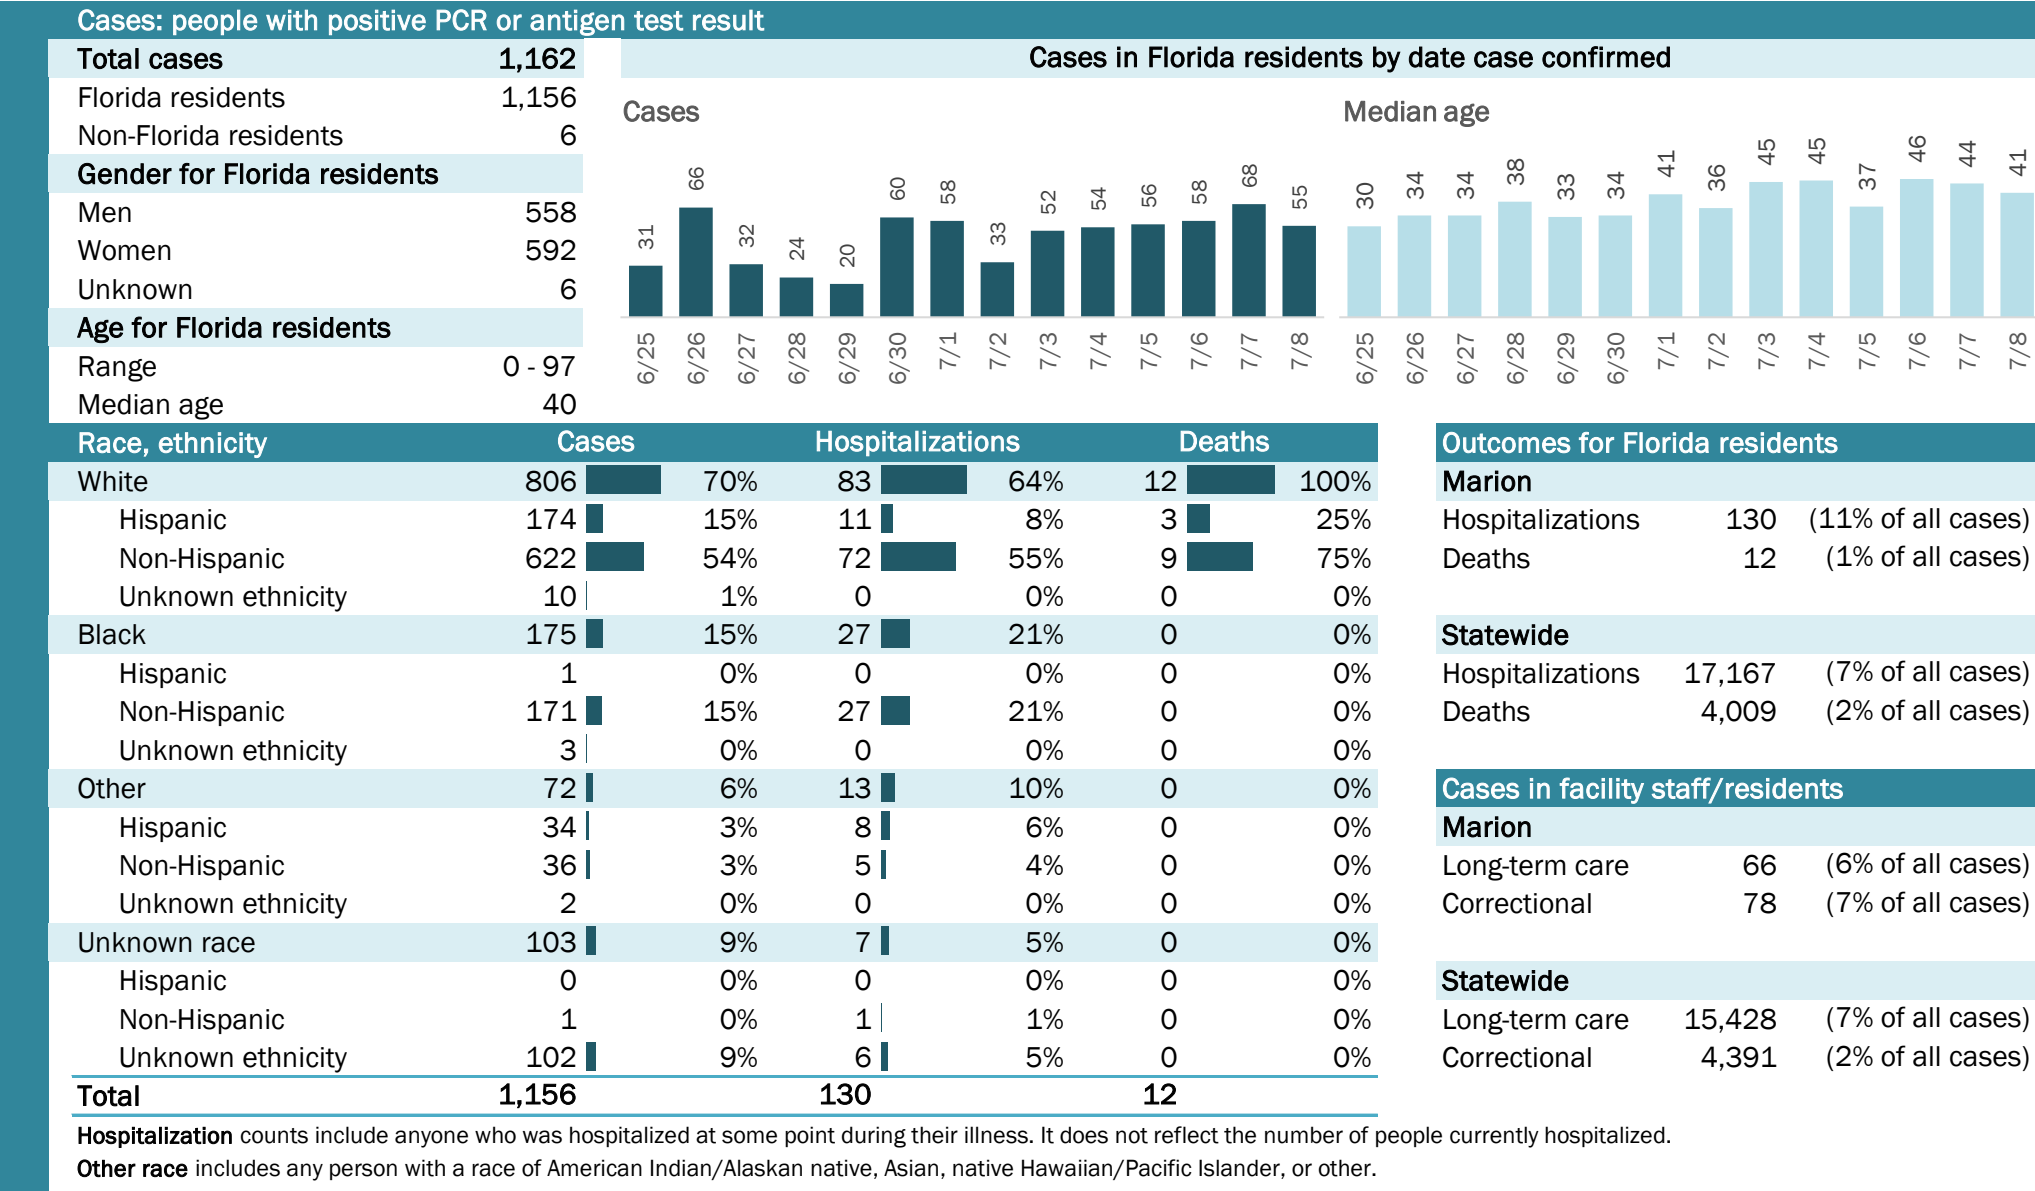 Cases: people with positive PCR or antigen test result
Total cases 1,162
Florida residents 1,156
Non-Florida residents 6
Gender for Florida residents
Men 558
Women 592
Unknown 6
Age for Florida residents
Range 0 - 97
Median age 40
Cases in Florida residents by date case confirmed
Cases
31 66 32 24 20 60 58 33 52 54 56 58 68 55
6/25 6/26 6/27 6/28 6/29 6/30 7/1 7/2 7/3 7/4 7/5 7/6 7/7 7/8
Median age
30 34 34 38 33 34 41 36 45 45 37 46 44 41
6/25 6/26 6/27 6/28 6/29 6/30 7/1 7/2 7/3 7/4 7/5 7/6 7/7 7/8
Race, ethnicity Cases Hospitalizations Deaths
White 806 70% 83 64% 12 100%
Hispanic 174 15% 11 8% 3 25%
Non-Hispanic 622 54% 72 55% 9 75%
Unknown ethnicity 10 1% 0 0% 0 0%
Black 175 15% 27 21% 0 0%
Hispanic 1 0% 0 0% 0 0%
Non-Hispanic 171 15% 27 21% 0 0%
Unknown ethnicity 3 0% 0 0% 0 0%
Other 72 6% 13 10% 0 0%
Hispanic 34 3% 8 6% 0 0%
Non-Hispanic 36 3% 5 4% 0 0%
Unknown ethnicity 2 0% 0 0% 0 0%
Unknown race 103 9% 7 5% 0 0%
Hispanic 0 0% 0 0% 0 0%
Non-Hispanic 1 0% 1 1% 0 0%
Unknown ethnicity 102 9% 6 5% 0 0%
Total 1,156 130 12
Outcomes for Florida residents
Marion
Hospitalizations 130 (11% of all cases)
Deaths 12 (1% of all cases)
Statewide
Hospitalizations 17,167 (7% of all cases)
Deaths 4,009 (2% of all cases)
Cases in facility staff/residents
Marion
Long-term care 66 (6% of all cases)
Correctional 78 (7% of all cases)
Statewide
Long-term care 15,428 (7% of all cases)
Correctional 4,391 (2% of all cases)
Hospitalization counts include anyone who was hospitalized at some point during their illness. It does not reflect the number of people currently hospitalized.
Other race includes any person with a race of American Indian/Alaskan native, Asian, native Hawaiian/Pacific Islander, or other.